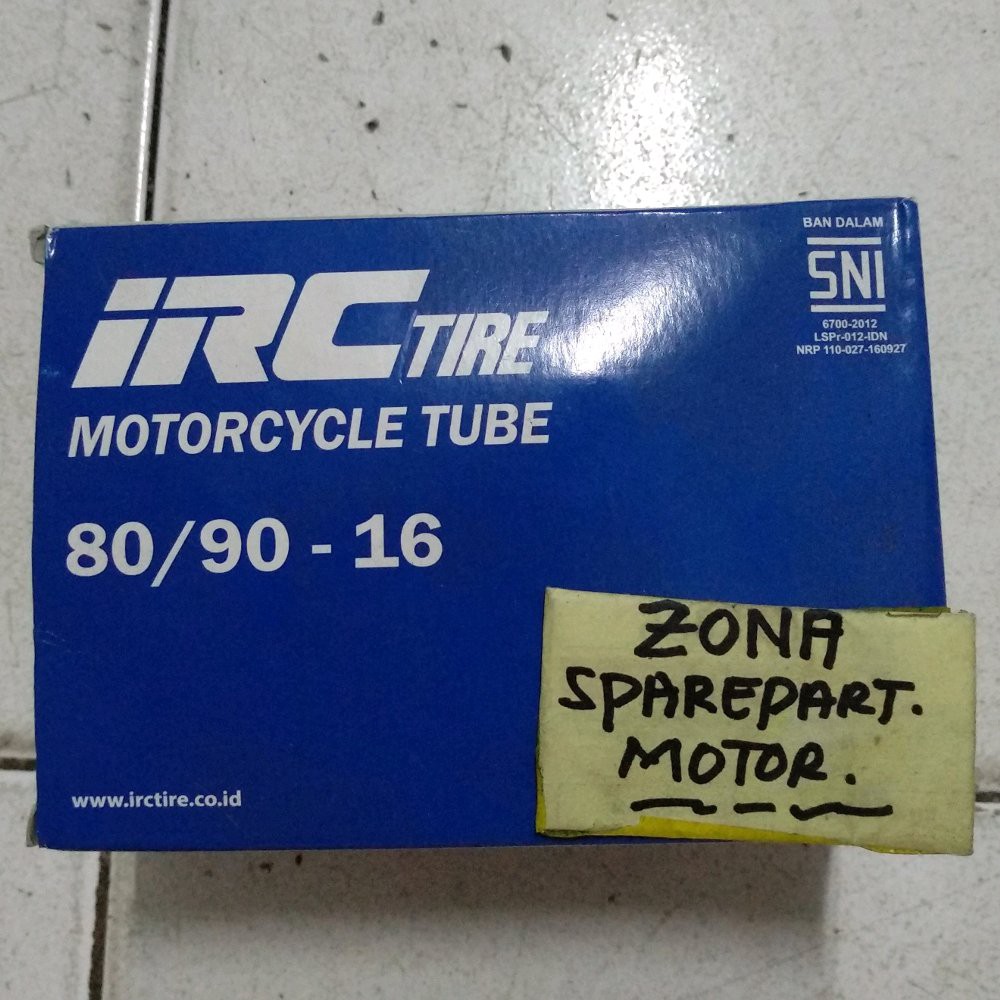 iRC TIRE
MOTORCYCLE TUBE
80/90 - 16
www.irctire.co.id
BAN DALAM
SNI
6700-2012
LSPr-012-IDN
NRP 110-027-160927
ZONA
SPAREPART.
MOTOR.